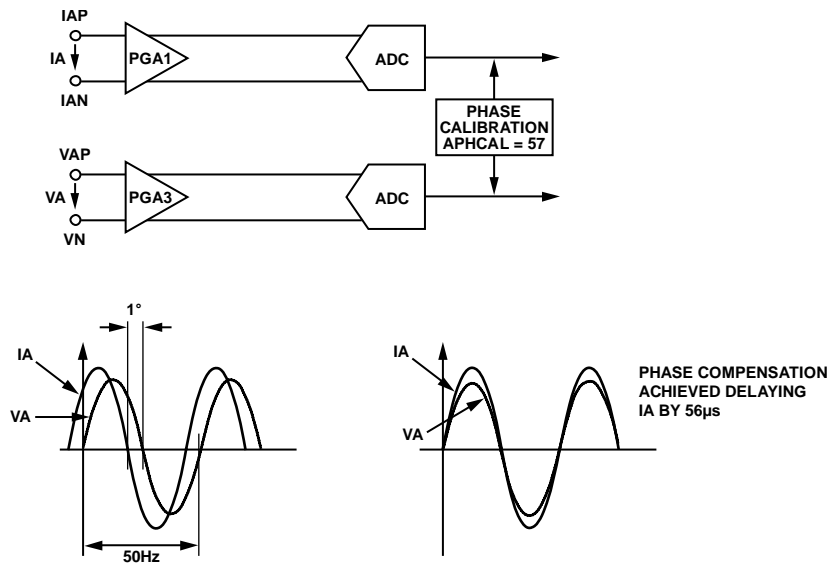 IAP
IA
PGA1
ADC
IAN
PHASE
CALIBRATION
APHCAL = 57
VAP
VA
PGA3
ADC
VN
1°
IA
VA
50Hz
IA
VA
PHASE COMPENSATION
ACHIEVED DELAYING
IA BY 56µs